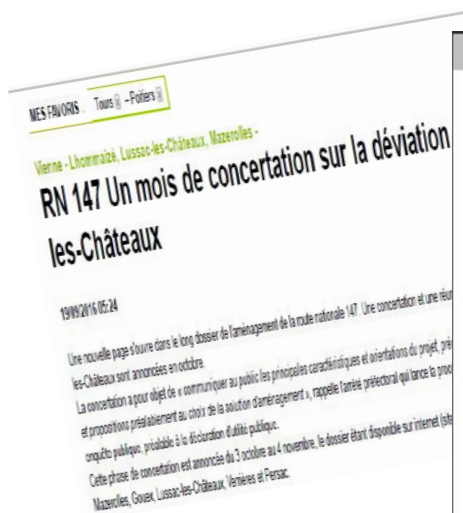 MES FAVORIS Tours x – Poitiers x
Vienne - Lhommaizé, Lussac-les-Châteaux, Mazerolles -
RN 147 Un mois de concertation sur la déviation
les-Châteaux
19/09/2016 05:24
Une nouvelle page s'ouvre dans le long dossier de l'aménagement de la route nationale 147. Une concertation et une réu
les-Châteaux sont annoncées en octobre.
La concertation a pour objet de « communiquer au public les principales caractéristiques et orientations du projet, pré
et propositions préalablement au choix de la solution d'aménagement », rappelle l'arrêté préfectoral qui lance la proc
enquête publique, préalable à la déclaration d'utilité publique.
Cette phase de concertation est annoncée du 3 octobre au 4 novembre, le dossier étant disponible sur internet (site
Mazerolles, Gouex, Lussac-les-Châteaux, Verrières et Persac.